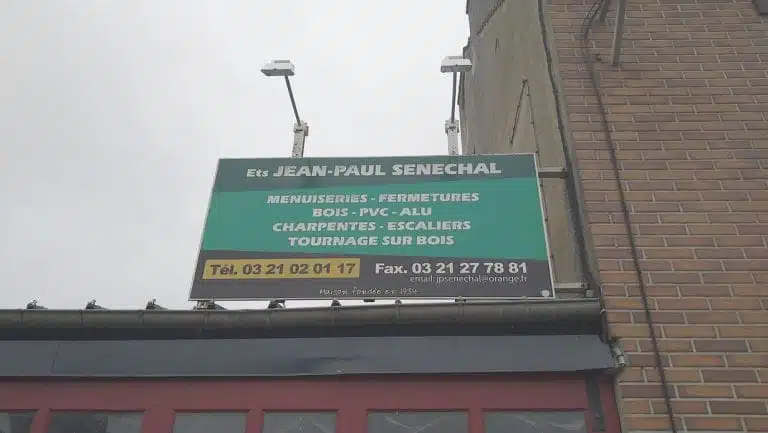 Ets JEAN-PAUL SENECHAL
MENUISERIES - FERMETURES
BOIS - PVC - ALU
CHARPENTES - ESCALIERS
TOURNAGE SUR BOIS
Tél. 03 21 02 01 17 Fax. 03 21 27 78 81
email: jpsenechal@orange.fr
Maison fondée en 1934